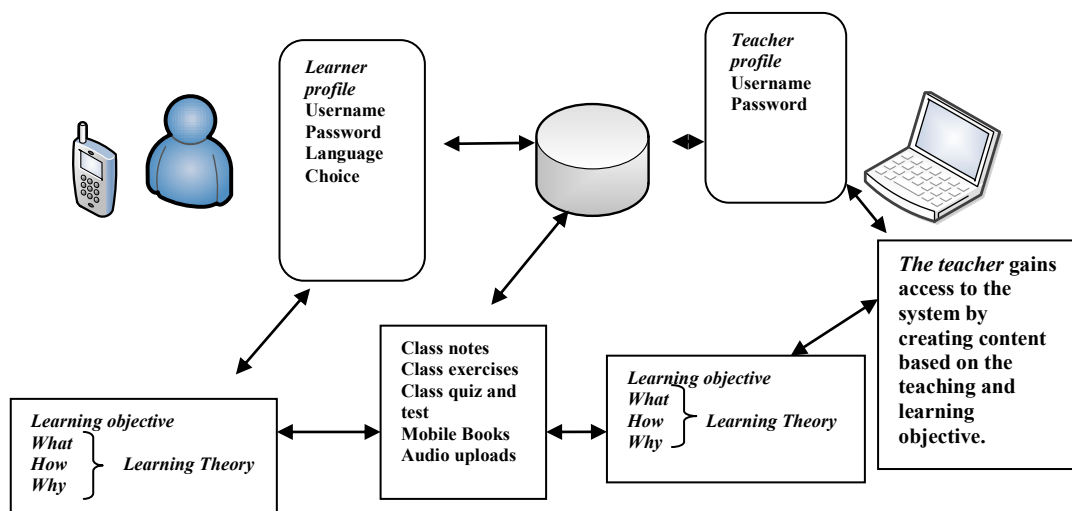 Learner
profile
Username
Password
Language
Choice
Teacher
profile
Username
Password
The teacher gains
access to the
system by
creating content
based on the
teaching and
learning
objective.
Class notes
Class exercises
Class quiz and
test
Mobile Books
Audio uploads
Learning objective
What
How
Why
Learning Theory
Learning objective
What
How
Why
Learning Theory